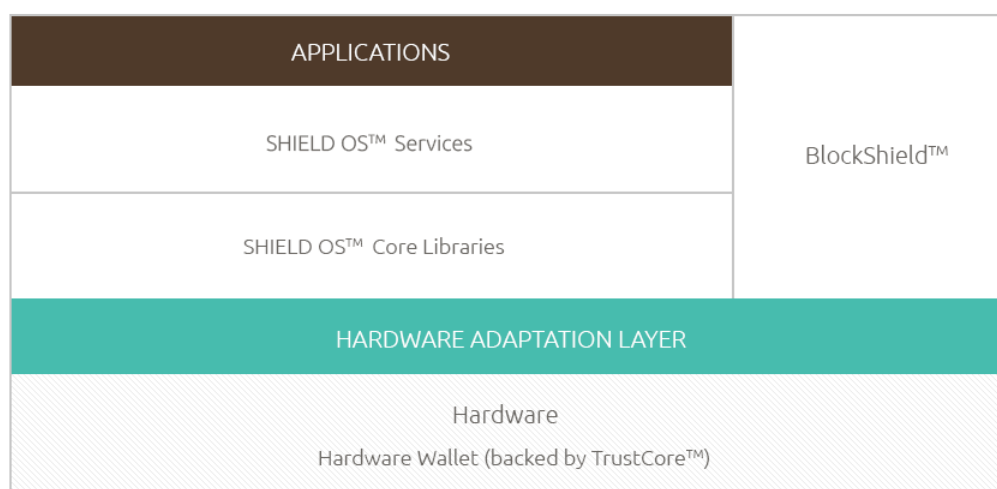 APPLICATIONS
SHIELD OS™ Services
BlockShield™
SHIELD OS™ Core Libraries
HARDWARE ADAPTATION LAYER
Hardware
Hardware Wallet (backed by TrustCore™)